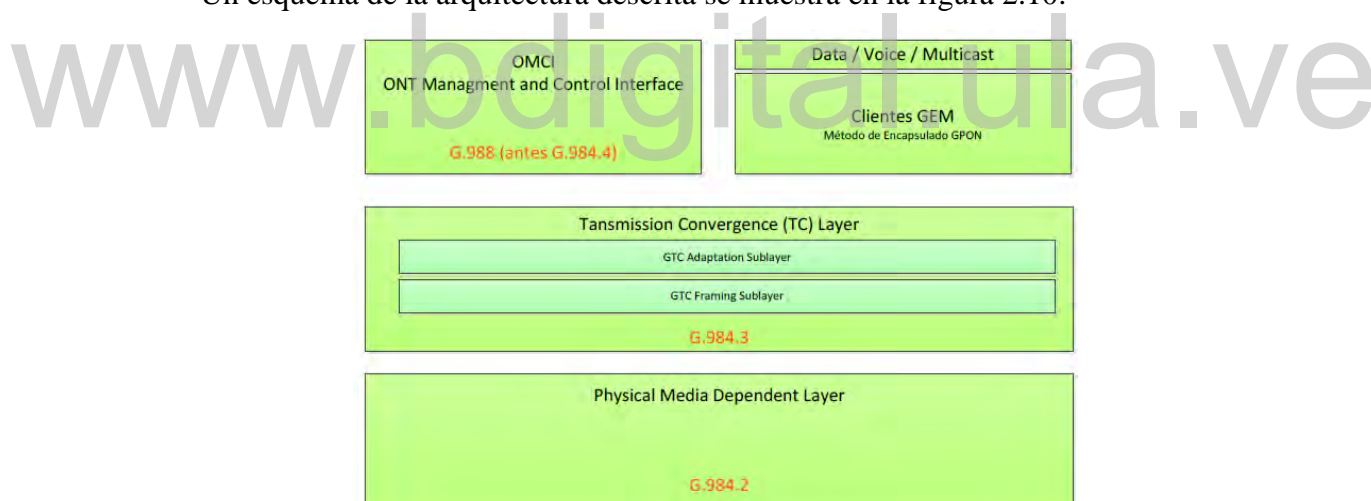 Un esquema de la arquitectura descrita se muestra en la figura 2.10.
www.bdigital.ula.ve
OMCI
ONT Managment and Control Interface
G.988 (antes G.984.4)
Data / Voice / Multicast
Clientes GEM
Método de Encapsulado GPON
Tansmission Convergence (TC) Layer
GTC Adaptation Sublayer
GTC Framing Sublayer
G.984.3
Physical Media Dependent Layer
G.984.2